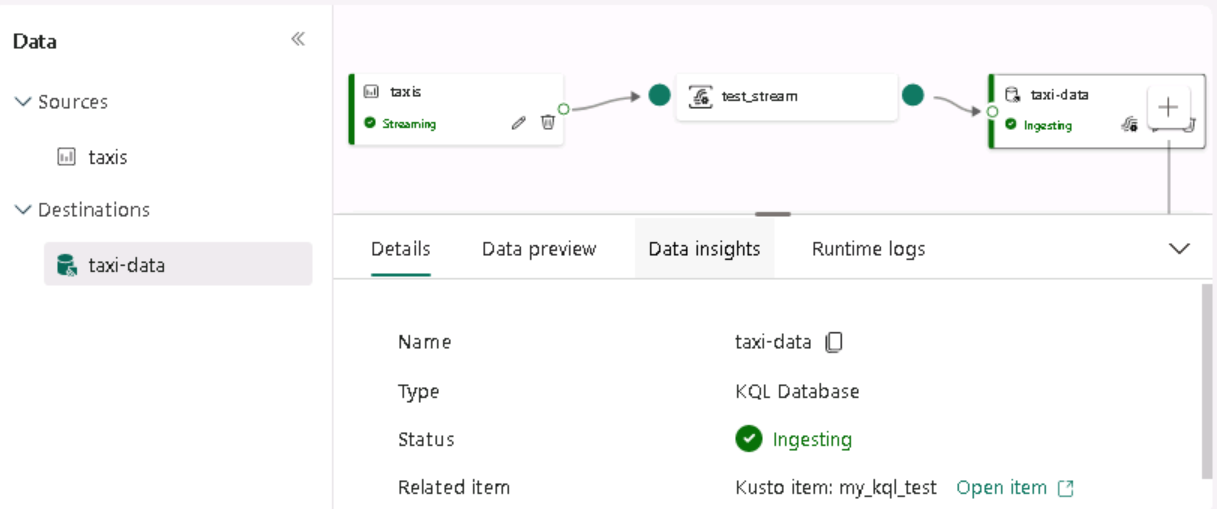 Data
Sources
taxis
Destinations
taxi-data
taxis
Streaming
test_stream
taxi-data
Ingesting
Details Data preview Data insights Runtime logs
Name taxi-data
Type KQL Database
Status Ingesting
Related item Kusto item: my_kql_test Open item